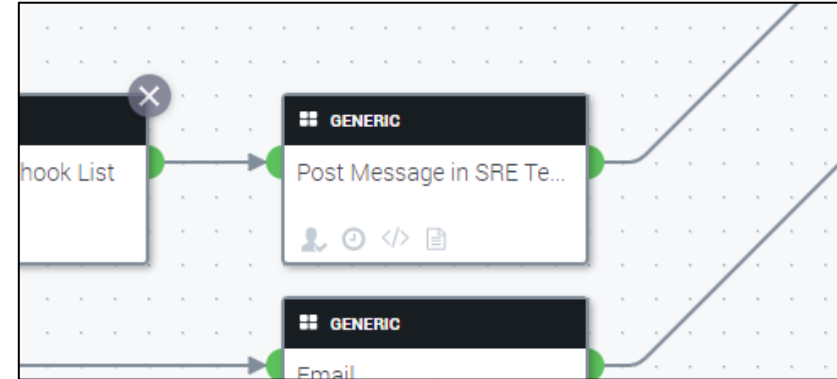 GENERIC
hook List
Post Message in SRE Te...
GENERIC
Email